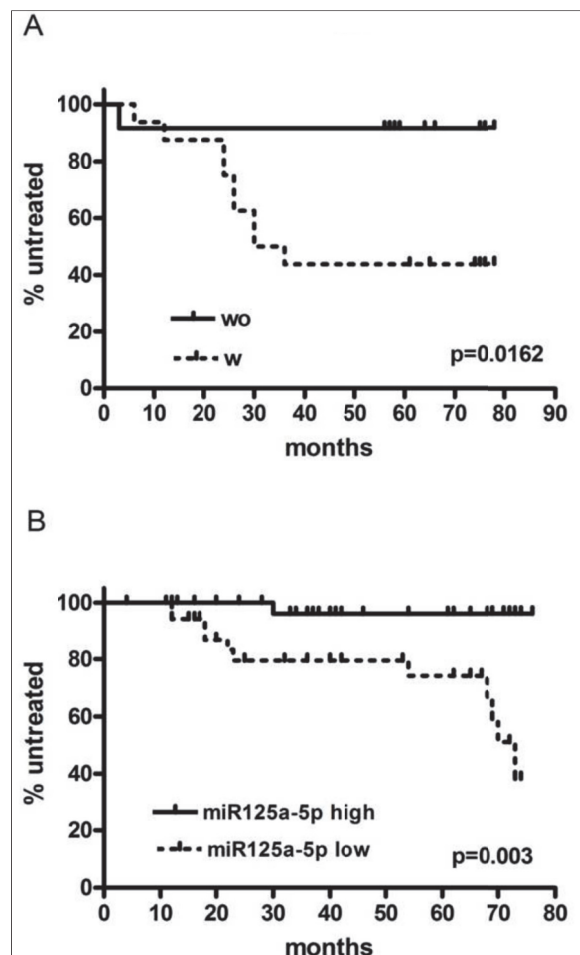 A
100
80
60
40
20
0
% untreated
wo
w
p=0.0162
0 10 20 30 40 50 60 70 80 90
months
B
100
80
60
40
20
0
% untreated
miR125a-5p high
miR125a-5p low
p=0.003
0 10 20 30 40 50 60 70 80
months